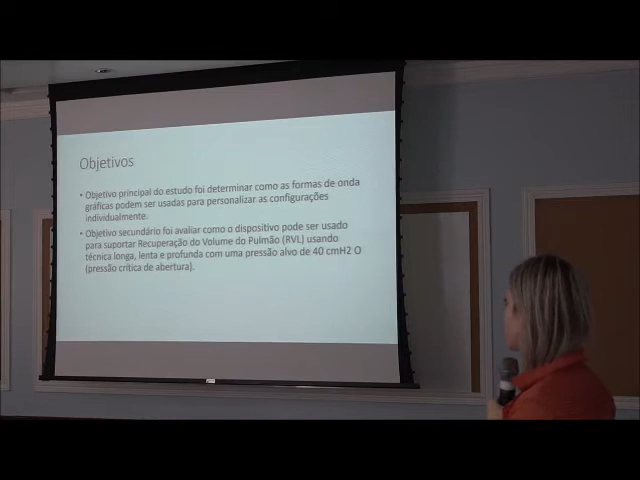 Objetivos
• Objetivo principal do estudo foi determinar como as formas de onda
gráficas podem ser usadas para personalizar as configurações
individualmente.
• Objetivo secundário foi avaliar como o dispositivo pode ser usado
para suportar Recuperação do Volume do Pulmão (RVL) usando
técnica longa, lenta e profunda com uma pressão alvo de 40 cmH2 O
(pressão crítica de abertura).